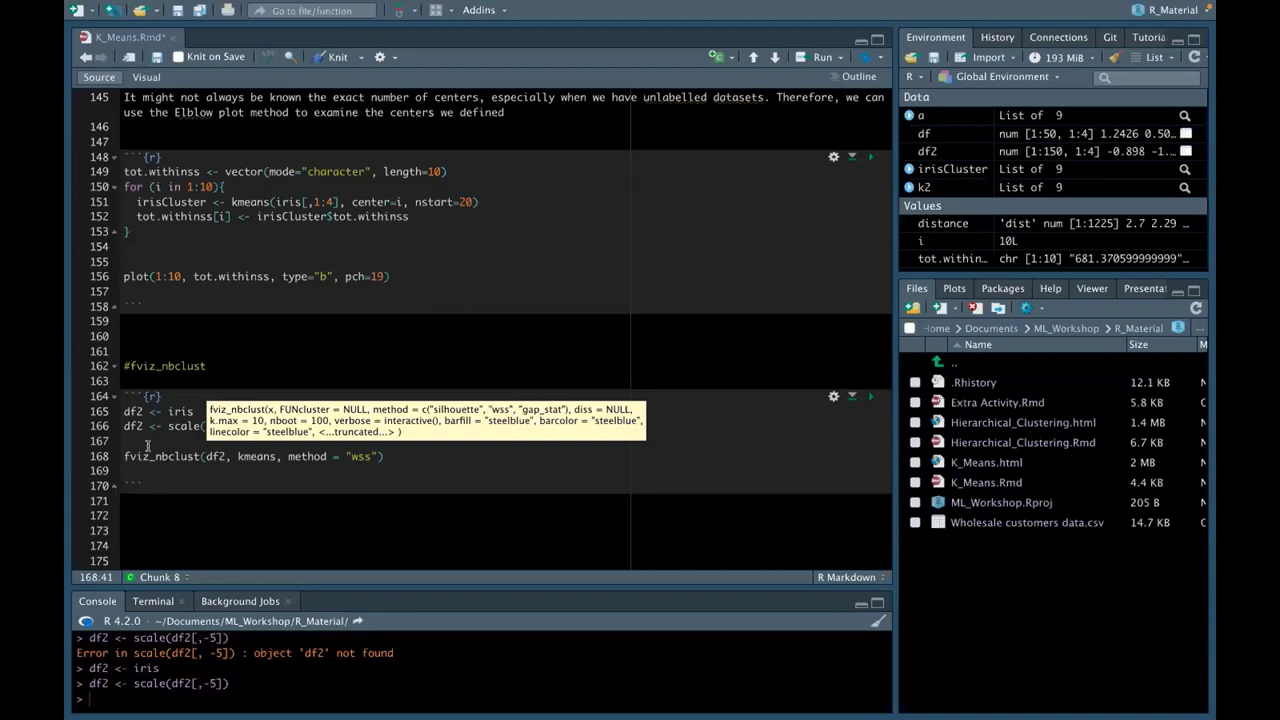 Go to file/function
Addins
R_Material
K_Means.Rmd*
Knit on Save
Knit
Run
Source
Visual
Outline
145
It might not always be known the exact number of centers, especially when we have unlabelled datasets. Therefore, we can
use the Elblow plot method to examine the centers we defined
146
147
148 ```{r}
149 tot.withinss <- vector(mode="character", length=10)
150 for (i in 1:10){
151 irisCluster <- kmeans(iris[,1:4], center=i, nstart=20)
152 tot.withinss[i] <- irisCluster$tot.withinss
153 }
154
155
156 plot(1:10, tot.withinss, type="b", pch=19)
157
158 ```
159
160
161
162 #fviz_nbclust
163
164 ```{r}
165 df2 <- iris
166 df2 <- scale(
fviz_nbclust(x, FUNcluster = NULL, method = c("silhouette", "wss", "gap_stat"), diss = NULL,
k.max = 10, nboot = 100, verbose = interactive(), barfill = "steelblue", barcolor = "steelblue",
linecolor = "steelblue", <...truncated...> )
167
168 fviz_nbclust(df2, kmeans, method = "wss")
169
170 ```
171
172
173
174
175
168:41
Chunk 8
R Markdown
Console
Terminal
Background Jobs
R 4.2.0 · ~/Documents/ML_Workshop/R_Material/
> df2 <- scale(df2[,-5])
Error in scale(df2[, -5]) : object 'df2' not found
> df2 <- iris
> df2 <- scale(df2[,-5])
>
Environment
History
Connections
Git
Tutoria
Import
193 MiB
List
R
Global Environment
Data
a List of 9
df num [1:50, 1:4] 1.2426 0.50...
df2 num [1:150, 1:4] -0.898 -1...
irisCluster List of 9
k2 List of 9
Values
distance 'dist' num [1:1225] 2.7 2.29 ...
i 10L
tot.within… chr [1:10] "681.370599999999"...
Files
Plots
Packages
Help
Viewer
Presenta
Home
Documents
ML_Workshop
R_Material
...
Name
Size
M
..
.Rhistory 12.1 KB A
Extra Activity.Rmd 5.8 KB A
Hierarchical_Clustering.html 1.4 MB
Hierarchical_Clustering.Rmd 6.7 KB A
K_Means.html 2 MB
K_Means.Rmd 4.4 KB A
ML_Workshop.Rproj 205 B
Wholesale customers data.csv 14.7 KB